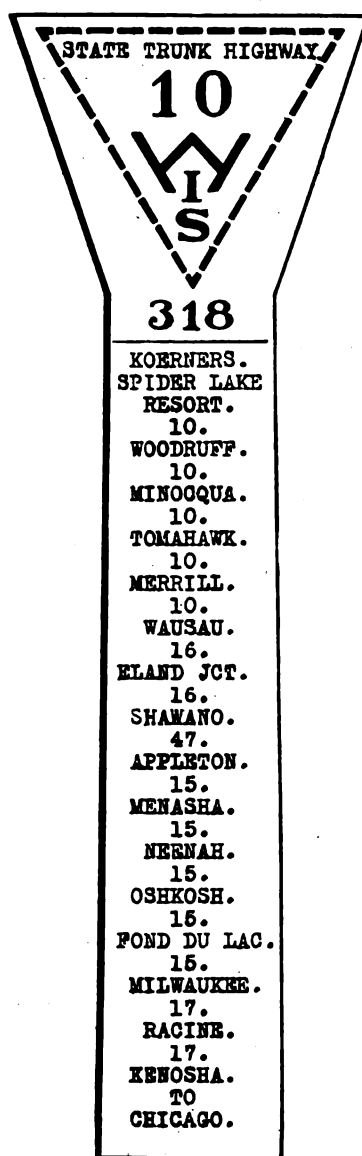 STATE TRUNK HIGHWAY
10
W
I
S
318
KOERNERS.
SPIDER LAKE
RESORT.
10.
WOODRUFF.
10.
MINOCQUA.
10.
TOMAHAWK.
10.
MERRILL.
10.
WAUSAU.
16.
ELAND JCT.
16.
SHAWANO.
47.
APPLETON.
15.
MENASHA.
15.
NEENAH.
15.
OSHKOSH.
15.
FOND DU LAC.
15.
MILWAUKEE.
17.
RACINE.
17.
KENOSHA.
TO
CHICAGO.